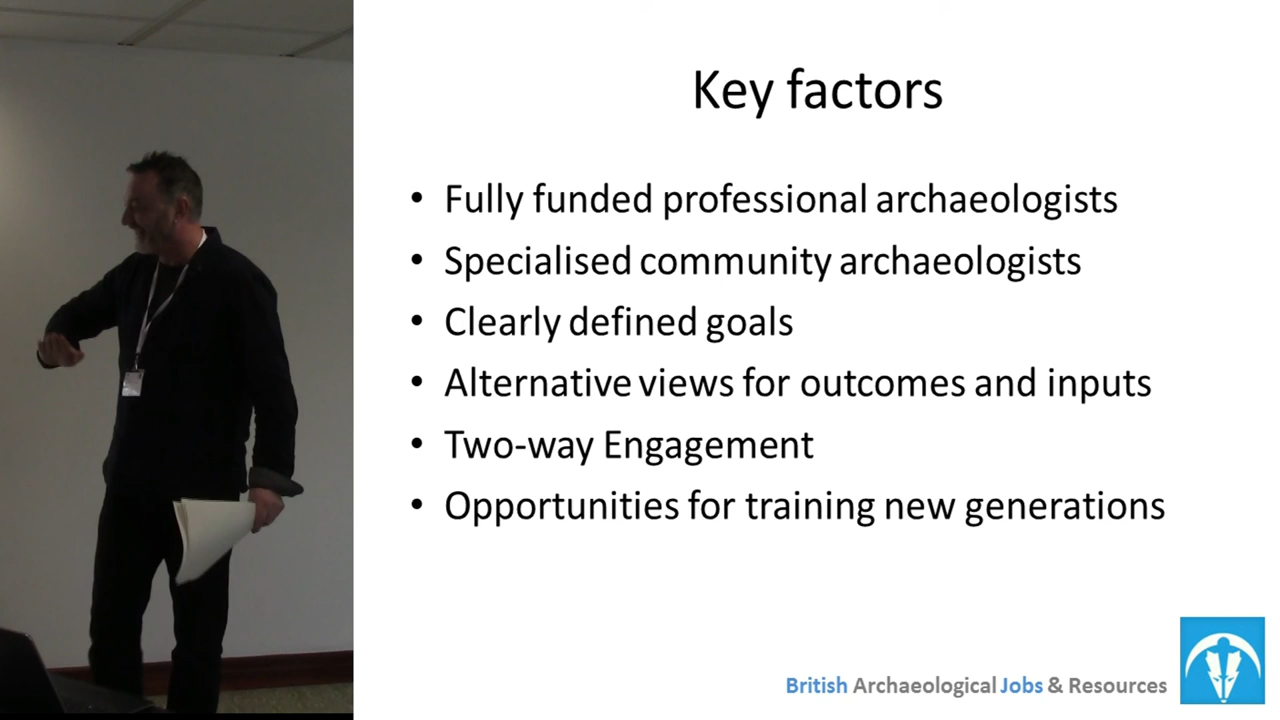 Key factors
• Fully funded professional archaeologists
• Specialised community archaeologists
• Clearly defined goals
• Alternative views for outcomes and inputs
• Two-way Engagement
• Opportunities for training new generations
British Archaeological Jobs & Resources